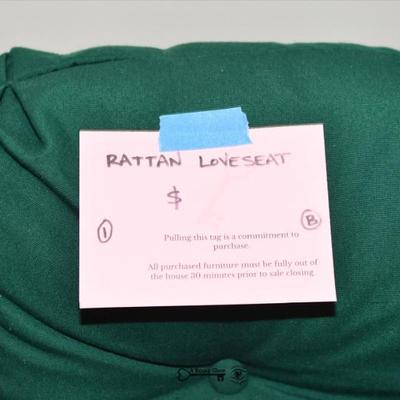 RATTAN LOVESEAT
$
1
B
Pulling this tag is a commitment to
purchase.
All purchased furniture must be fully out of
the house 30 minutes prior to sale closing.